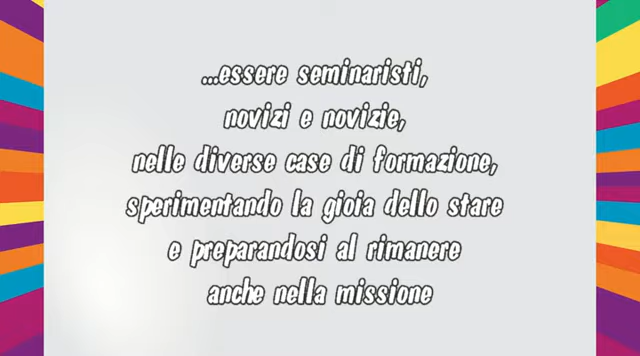 ...essere seminaristi,
novizi e novizie,
nelle diverse case di formazione,
sperimentando la gioia dello stare
e preparandosi al rimanere
anche nella missione